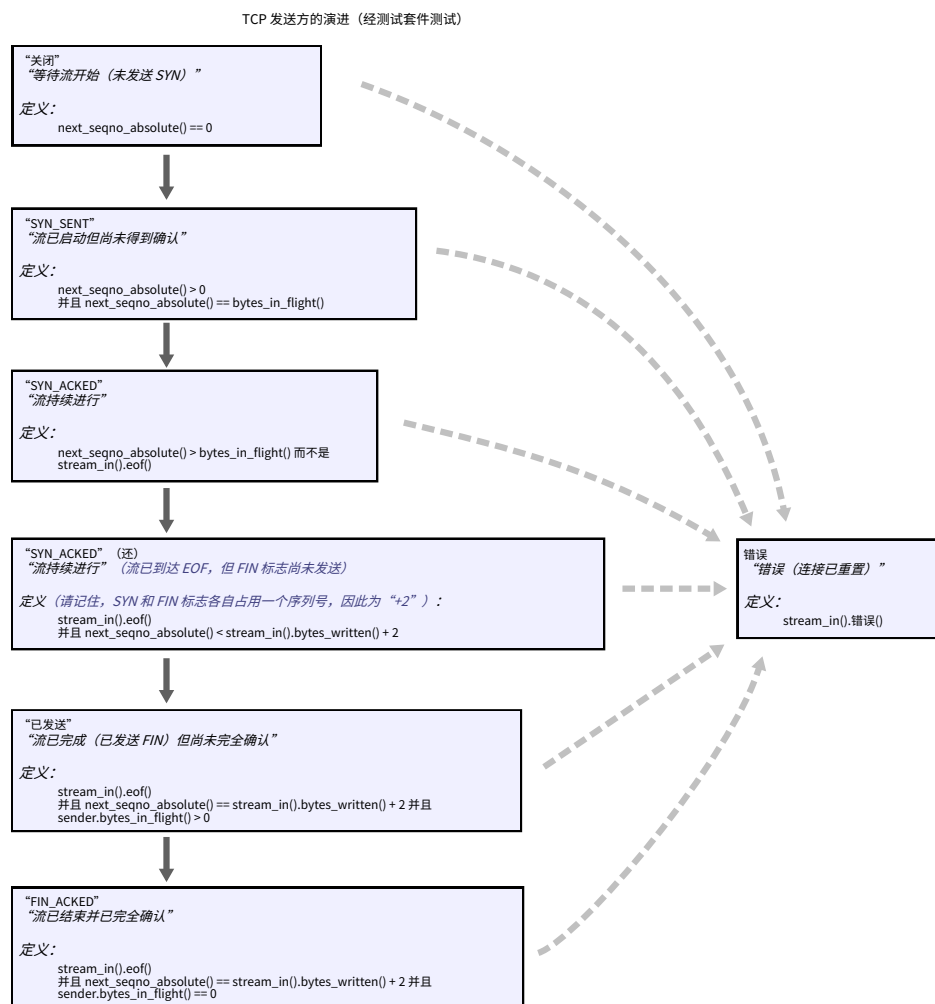 TCP 发送方的演进（经测试套件测试）
“关闭”
“等待流开始（未发送 SYN）”
定义：
next_seqno_absolute() == 0
“SYN_SENT”
“流已启动但尚未得到确认”
定义：
next_seqno_absolute() > 0
并且 next_seqno_absolute() == bytes_in_flight()
“SYN_ACKED”
“流持续进行”
定义：
next_seqno_absolute() > bytes_in_flight() 而不是
stream_in().eof()
“SYN_ACKED”（还）
“流持续进行”（流已到达 EOF，但 FIN 标志尚未发送）
定义（请记住，SYN 和 FIN 标志各自占用一个序列号，因此为“+2”）：
stream_in().eof()
并且 next_seqno_absolute() < stream_in().bytes_written() + 2
错误
“错误（连接已重置）”
定义：
stream_in().错误()
“已发送”
“流已完成（已发送 FIN）但尚未完全确认”
定义：
stream_in().eof()
并且 next_seqno_absolute() == stream_in().bytes_written() + 2 并且
sender.bytes_in_flight() > 0
“FIN_ACKED”
“流已结束并已完全确认”
定义：
stream_in().eof()
并且 next_seqno_absolute() == stream_in().bytes_written() + 2 并且
sender.bytes_in_flight() == 0